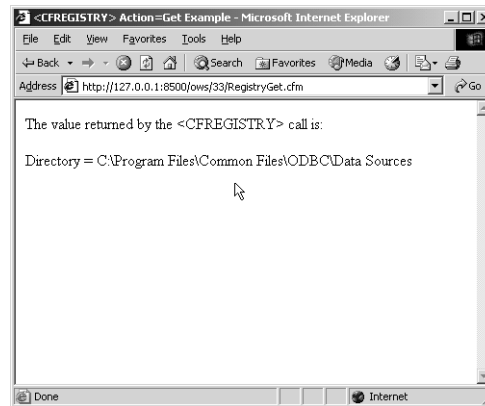 <CFREGISTRY> Action=Get Example - Microsoft Internet Explorer
File Edit View Favorites Tools Help
Back Search Favorites Media
Address http://127.0.0.1:8500/ows/33/RegistryGet.cfm Go
The value returned by the <CFREGISTRY> call is:
Directory = C:\Program Files\Common Files\ODBC\Data Sources
Done Internet